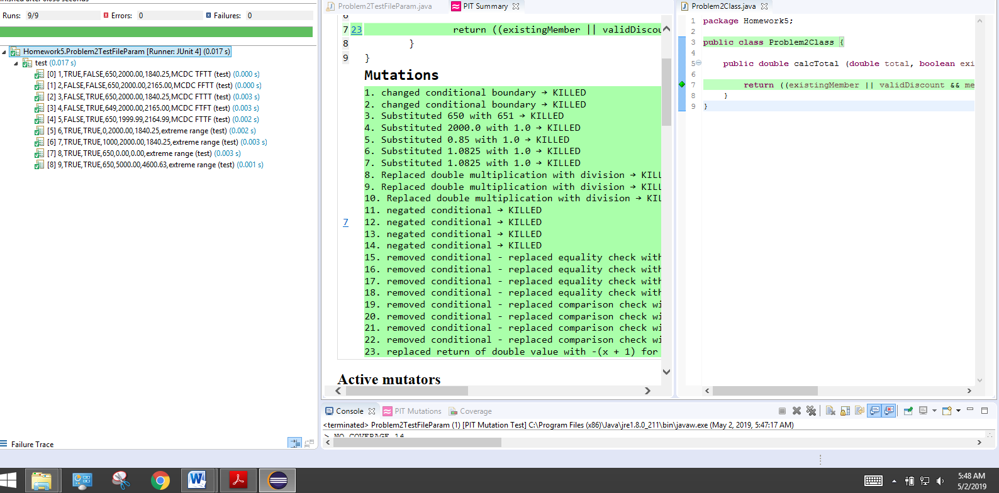 Finished after 0.058 seconds
Runs: 9/9 Errors: 0 Failures: 0
Homework5.Problem2TestFileParam [Runner: JUnit 4] (0.017 s)
test (0.017 s)
[0] 1,TRUE,FALSE,650,2000.00,1840.25,MCDC TFTT (test) (0.000 s)
[1] 2,FALSE,FALSE,650,2000.00,2165.00,MCDC FFTT (test) (0.000 s)
[2] 3,FALSE,TRUE,650,2000.00,1840.25,MCDC FTTT (test) (0.003 s)
[3] 4,FALSE,TRUE,649,2000.00,2165.00,MCDC FTFT (test) (0.003 s)
[4] 5,FALSE,TRUE,650,1999.99,2164.99,MCDC FTTF (test) (0.002 s)
[5] 6,TRUE,TRUE,0,2000.00,1840.25,extreme range (test) (0.002 s)
[6] 7,TRUE,TRUE,1000,2000.00,1840.25,extreme range (test) (0.003 s)
[7] 8,TRUE,TRUE,650,0.00,0.00,extreme range (test) (0.003 s)
[8] 9,TRUE,TRUE,650,5000.00,4600.63,extreme range (test) (0.001 s)
Failure Trace
Problem2TestFileParam.java PIT Summary
6
7 23 return ((existingMember || validDiscou
8 }
9 }
Mutations
1. changed conditional boundary → KILLED
2. changed conditional boundary → KILLED
3. Substituted 650 with 651 → KILLED
4. Substituted 2000.0 with 1.0 → KILLED
5. Substituted 0.85 with 1.0 → KILLED
6. Substituted 1.0825 with 1.0 → KILLED
7. Substituted 1.0825 with 1.0 → KILLED
8. Replaced double multiplication with division → KILL
9. Replaced double multiplication with division → KILL
10. Replaced double multiplication with division → KIL
11. negated conditional → KILLED
7 12. negated conditional → KILLED
13. negated conditional → KILLED
14. negated conditional → KILLED
15. removed conditional - replaced equality check with
16. removed conditional - replaced equality check with
17. removed conditional - replaced equality check with
18. removed conditional - replaced equality check with
19. removed conditional - replaced comparison check wi
20. removed conditional - replaced comparison check wi
21. removed conditional - replaced comparison check wi
22. removed conditional - replaced comparison check wi
23. replaced return of double value with -(x + 1) for
Active mutators
Problem2Class.java
1 package Homework5;
2
3 public class Problem2Class {
4
5 public double calcTotal (double total, boolean exi
6
7 return ((existingMember || validDiscount && me
8 }
9 }
Console PIT Mutations Coverage
<terminated> Problem2TestFileParam (1) [PIT Mutation Test] C:\Program Files (x86)\Java\jre1.8.0_211\bin\javaw.exe (May 2, 2019, 5:47:17 AM)
> NO_COVERAGE 14
5:48 AM
5/2/2019